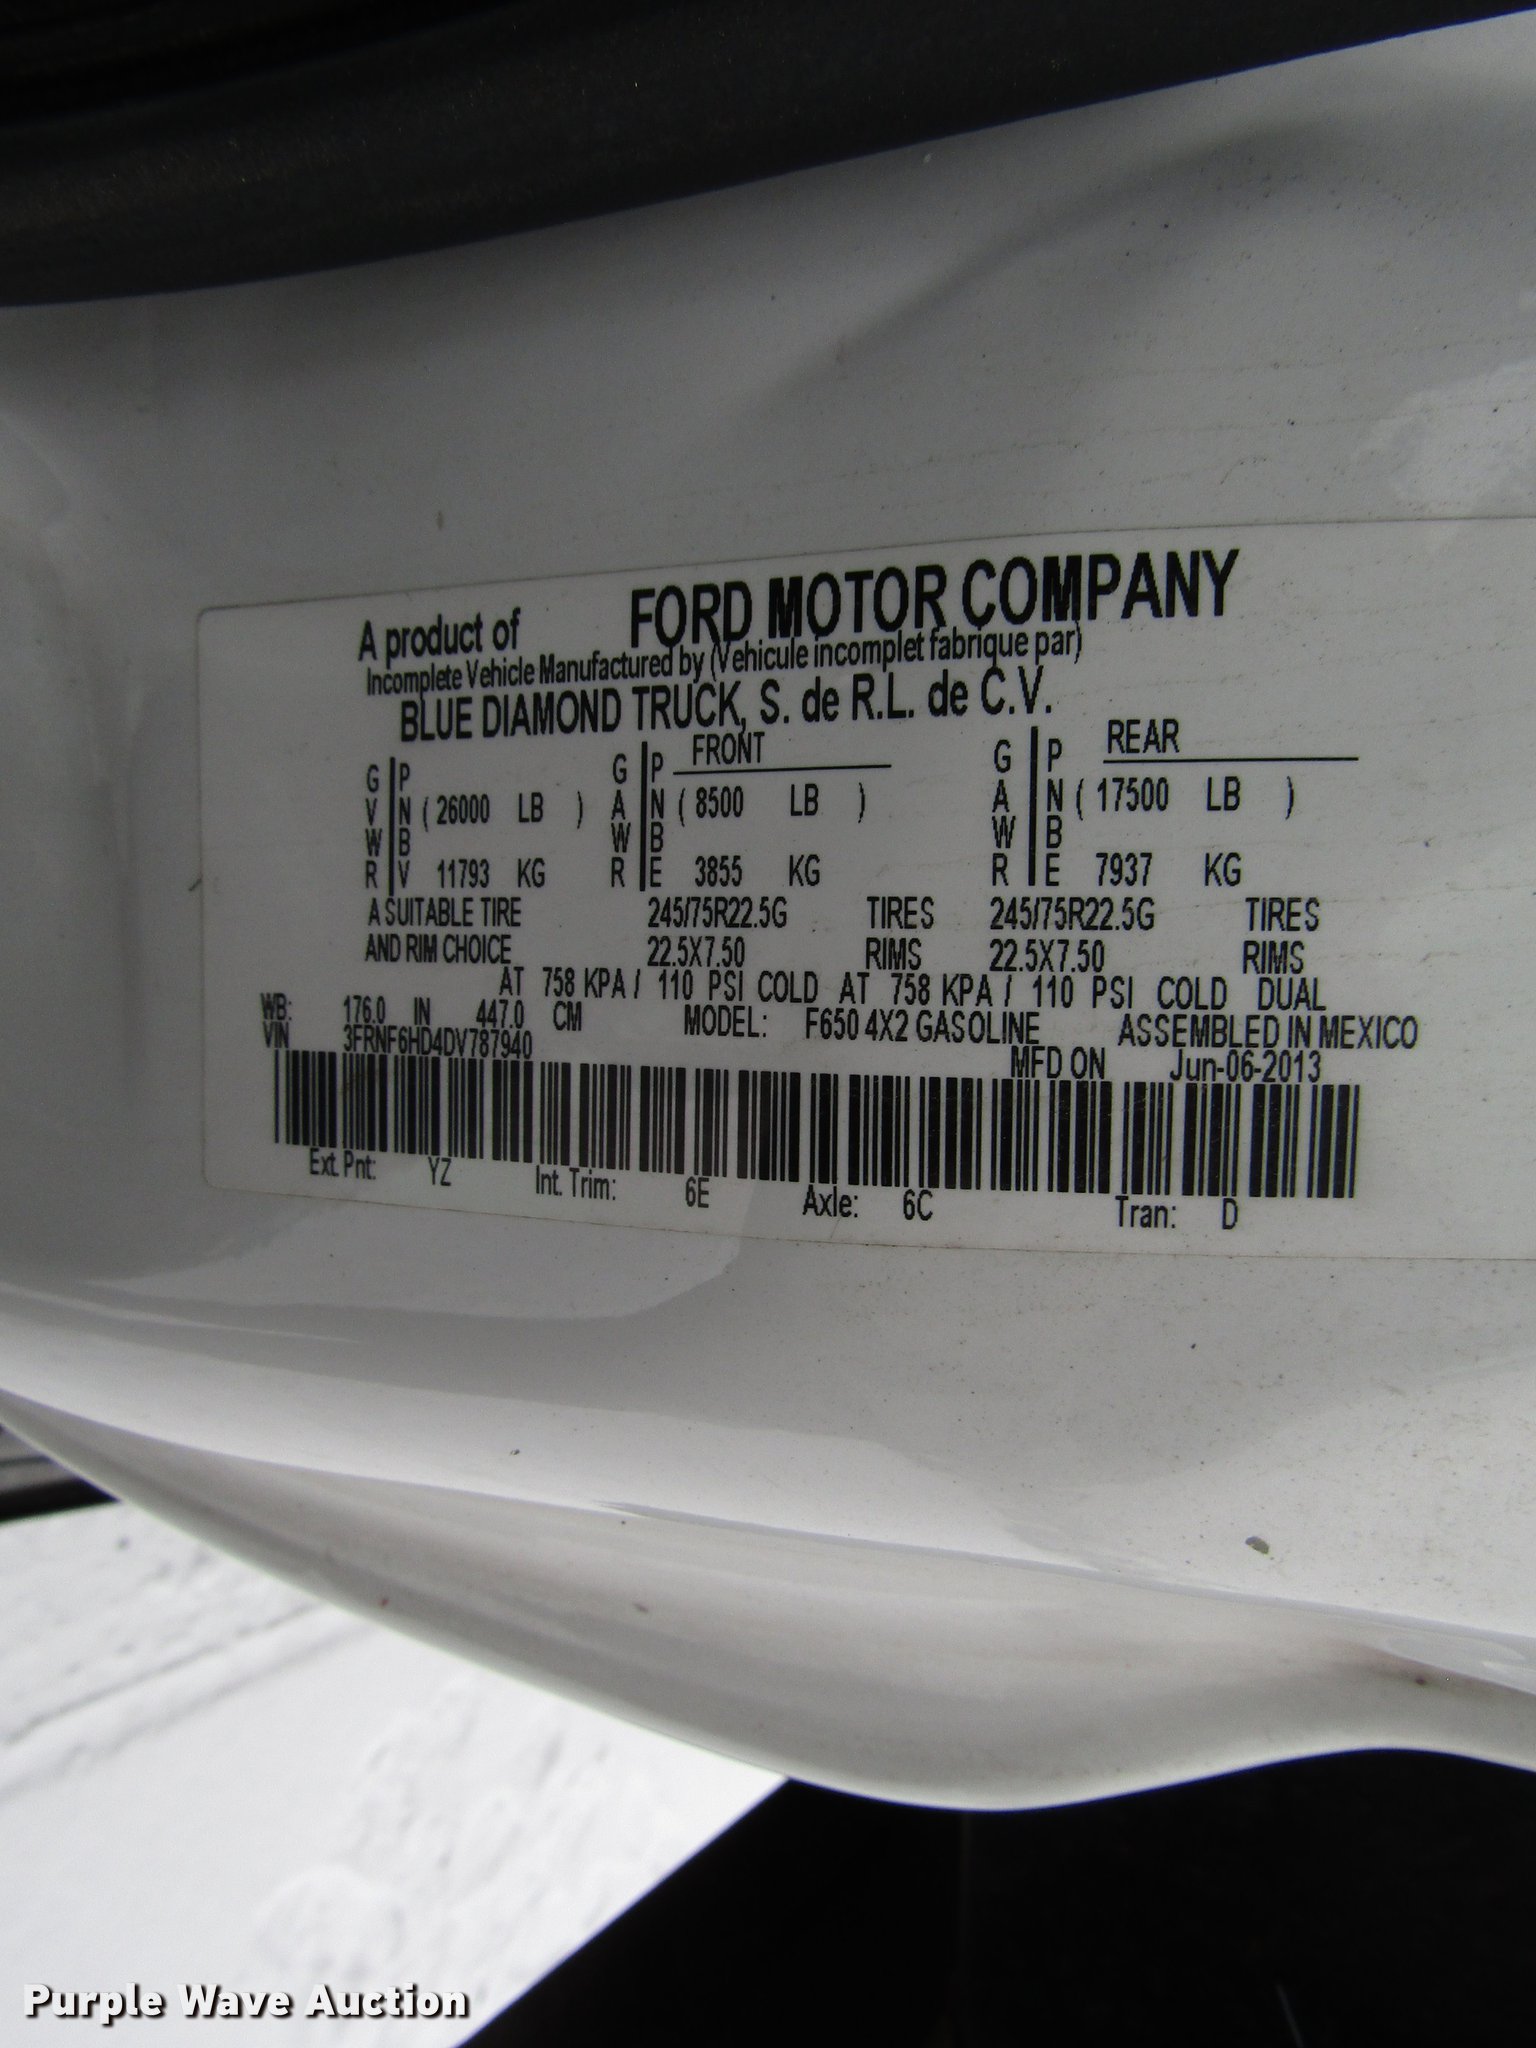 A product of FORD MOTOR COMPANY
Incomplete Vehicle Manufactured by (Vehicule incomplet fabrique par)
BLUE DIAMOND TRUCK, S. de R.L. de C.V.
FRONT REAR
G P G P G P
V N ( 26000 LB ) A N ( 8500 LB ) A N ( 17500 LB )
W B W B W B
R V 11793 KG R E 3855 KG R E 7937 KG
A SUITABLE TIRE 245/75R22.5G TIRES 245/75R22.5G TIRES
AND RIM CHOICE 22.5X7.50 RIMS 22.5X7.50 RIMS
AT 758 KPA / 110 PSI COLD AT 758 KPA / 110 PSI COLD DUAL
WB: 176.0 IN 447.0 CM MODEL: F650 4X2 GASOLINE ASSEMBLED IN MEXICO
VIN 3FRNF6HD4DV787940 MFD ON Jun-06-2013
Ext. Pnt: YZ Int. Trim: 6E Axle: 6C Tran: D
Purple Wave Auction